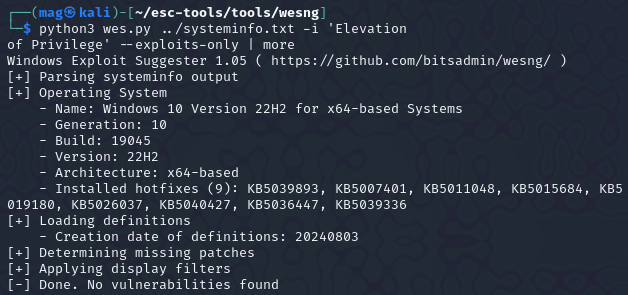 ┌──(mag㉿kali)-[~/esc-tools/tools/wesng]
└─$ python3 wes.py ../systeminfo.txt -i 'Elevation
of Privilege' --exploits-only | more
Windows Exploit Suggester 1.05 ( https://github.com/bitsadmin/wesng/ )
[+] Parsing systeminfo output
[+] Operating System
    - Name: Windows 10 Version 22H2 for x64-based Systems
    - Generation: 10
    - Build: 19045
    - Version: 22H2
    - Architecture: x64-based
    - Installed hotfixes (9): KB5039893, KB5007401, KB5011048, KB5015684, KB5
019180, KB5026037, KB5040427, KB5036447, KB5039336
[+] Loading definitions
    - Creation date of definitions: 20240803
[+] Determining missing patches
[+] Applying display filters
[-] Done. No vulnerabilities found